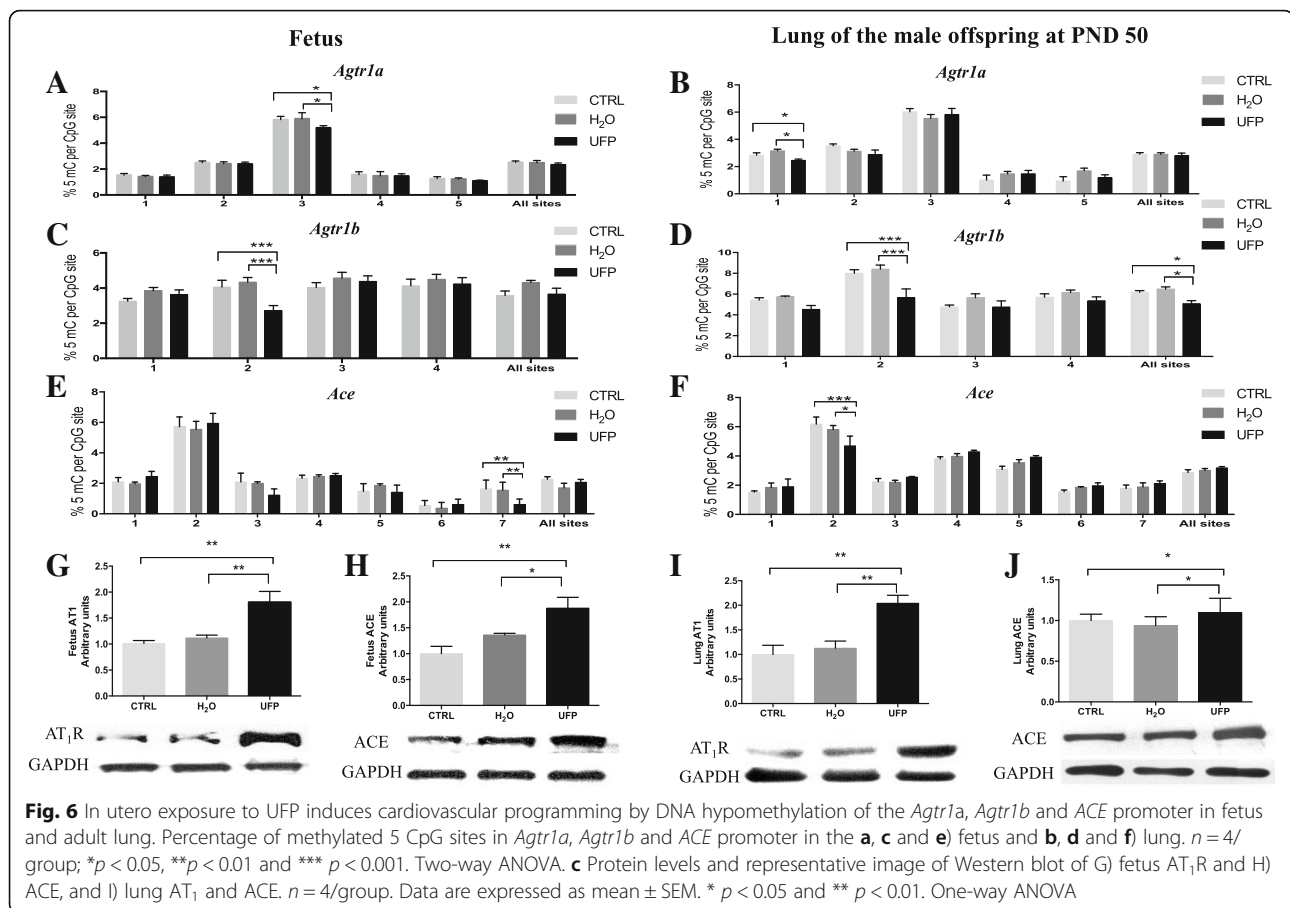 Fetus
Lung of the male offspring at PND 50
A
Agtr1a
% 5 mC per CpG site
8
6
4
2
0
* 
*
1 2 3 4 5 All sites
CTRL
H2O
UFP
B
Agtr1a
% 5 mC per CpG site
8
6
4
2
0
*
*
1 2 3 4 5 All sites
CTRL
H2O
UFP
C
Agtr1b
% 5 mC per CpG site
6
4
2
0
***
***
1 2 3 4 All sites
CTRL
H2O
UFP
D
Agtr1b
% 5 mC per CpG site
10
8
6
4
2
0
***
***
*
*
1 2 3 4 All sites
CTRL
H2O
UFP
E
Ace
% 5 mC per CpG site
8
6
4
2
0
**
**
1 2 3 4 5 6 7 All sites
CTRL
H2O
UFP
F
Ace
% 5 mC per CpG site
8
6
4
2
0
***
*
1 2 3 4 5 6 7 All sites
CTRL
H2O
UFP
G
Fetus AT1
Arbitrary units
2.5
2.0
1.5
1.0
0.5
0.0
**
**
CTRL H2O UFP
AT1R
GAPDH
H
Fetus ACE
Arbitrary units
2.5
2.0
1.5
1.0
0.5
0.0
**
*
CTRL H2O UFP
ACE
GAPDH
I
Lung AT1
Arbitrary units
2.5
2.0
1.5
1.0
0.5
0.0
**
**
CTRL H2O UFP
AT1R
GAPDH
J
Lung ACE
Arbitrary units
1.5
1.0
0.5
0.0
*
*
CTRL H2O UFP
ACE
GAPDH
Fig. 6 In utero exposure to UFP induces cardiovascular programming by DNA hypomethylation of the Agtr1a, Agtr1b and ACE promoter in fetus
and adult lung. Percentage of methylated 5 CpG sites in Agtr1a, Agtr1b and ACE promoter in the a, c and e) fetus and b, d and f) lung. n = 4/
group; *p < 0.05, **p < 0.01 and *** p < 0.001. Two-way ANOVA. c Protein levels and representative image of Western blot of G) fetus AT1R and H)
ACE, and I) lung AT1 and ACE. n = 4/group. Data are expressed as mean ± SEM. * p < 0.05 and ** p < 0.01. One-way ANOVA